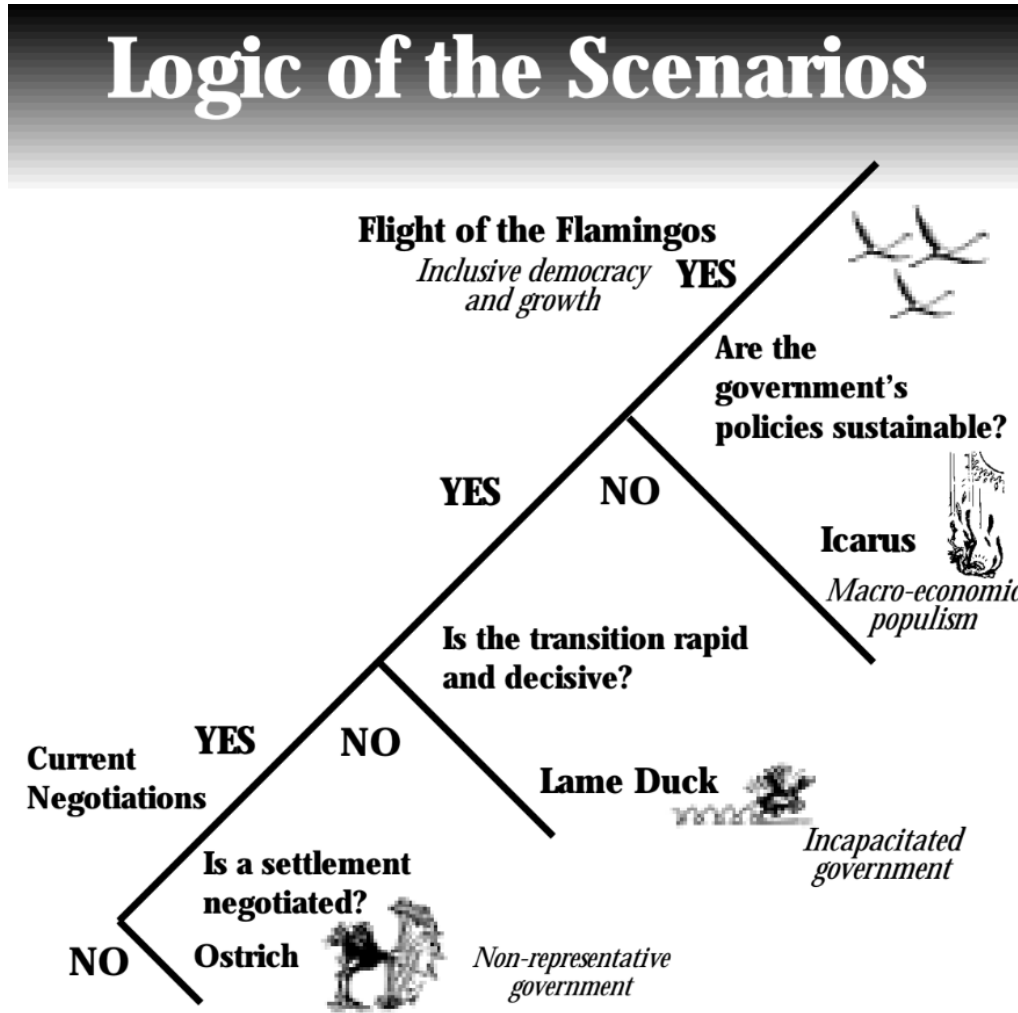 Logic of the Scenarios
Flight of the Flamingos
Inclusive democracy
and growth
YES
Are the
government's
policies sustainable?
YES
NO
Icarus
Macro-economic
populism
Is the transition rapid
and decisive?
YES
NO
Current
Negotiations
Lame Duck
Incapacitated
government
Is a settlement
negotiated?
NO
Ostrich
Non-representative
government